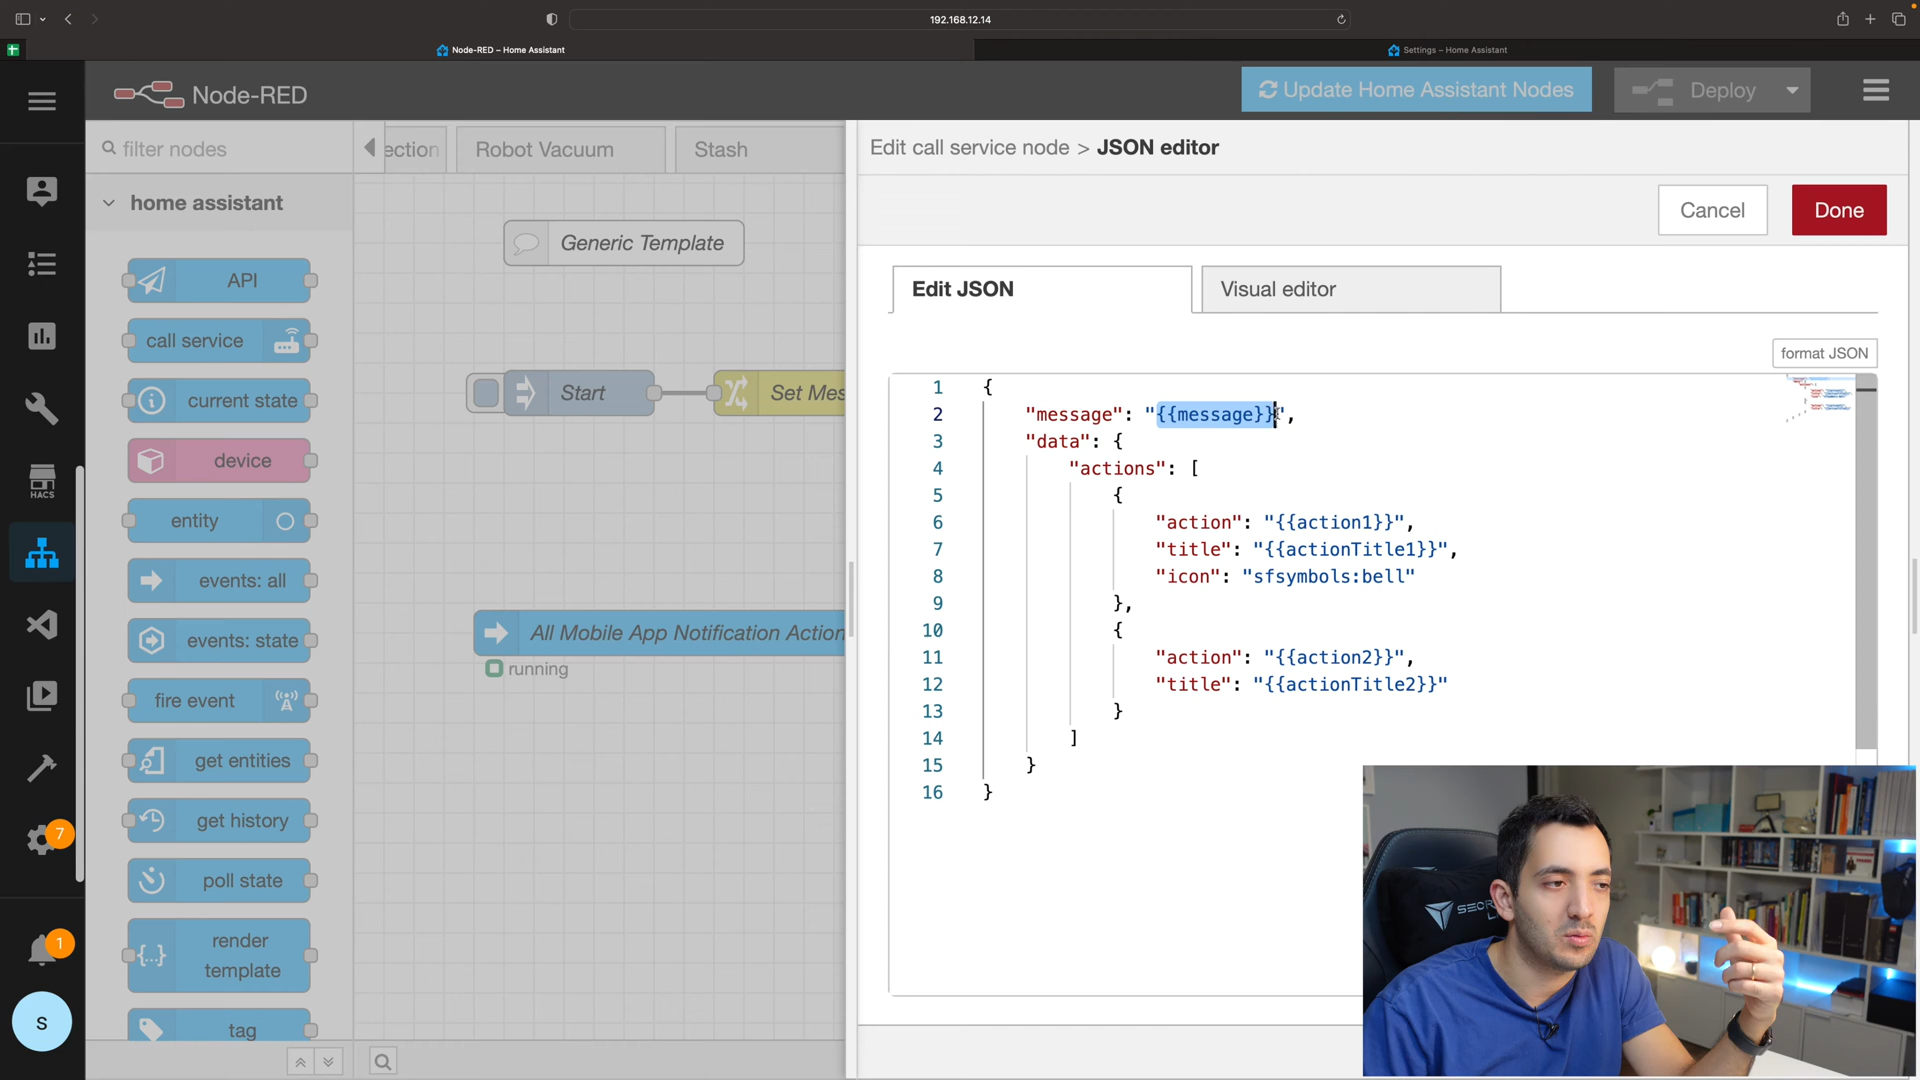 192.168.12.14
Node-RED – Home Assistant
Settings – Home Assistant
Node-RED
Update Home Assistant Nodes
Deploy
filter nodes
ection
Robot Vacuum
Stash
Edit call service node > JSON editor
home assistant
Cancel
Done
Generic Template
API
Edit JSON
Visual editor
call service
format JSON
current state
Start
Set Mes
device
HACS
entity
events: all
events: state
All Mobile App Notification Action
running
fire event
get entities
get history
7
poll state
1
render
template
s
tag
1 {
2 "message": "{{message}}",
3 "data": {
4 "actions": [
5 {
6 "action": "{{action1}}",
7 "title": "{{actionTitle1}}",
8 "icon": "sfsymbols:bell"
9 },
10 {
11 "action": "{{action2}}",
12 "title": "{{actionTitle2}}"
13 }
14 ]
15 }
16 }